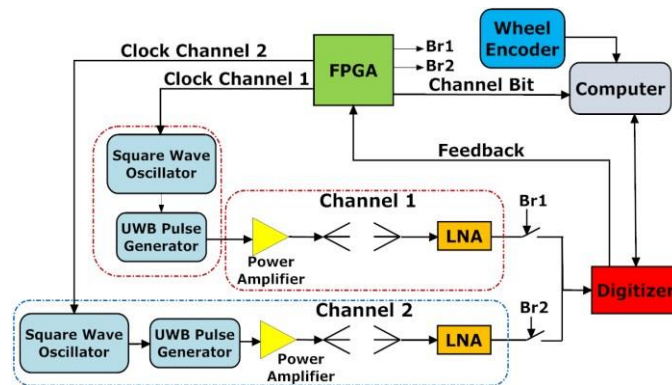 Wheel
Encoder
Clock Channel 2
Br1
Clock Channel 1
FPGA
Br2
Channel Bit
Computer
Square Wave
Oscillator
Feedback
Channel 1
Br1
UWB Pulse
Generator
LNA
Power
Amplifier
Digitizer
Channel 2
Br2
Square Wave
Oscillator
UWB Pulse
Generator
LNA
Power
Amplifier